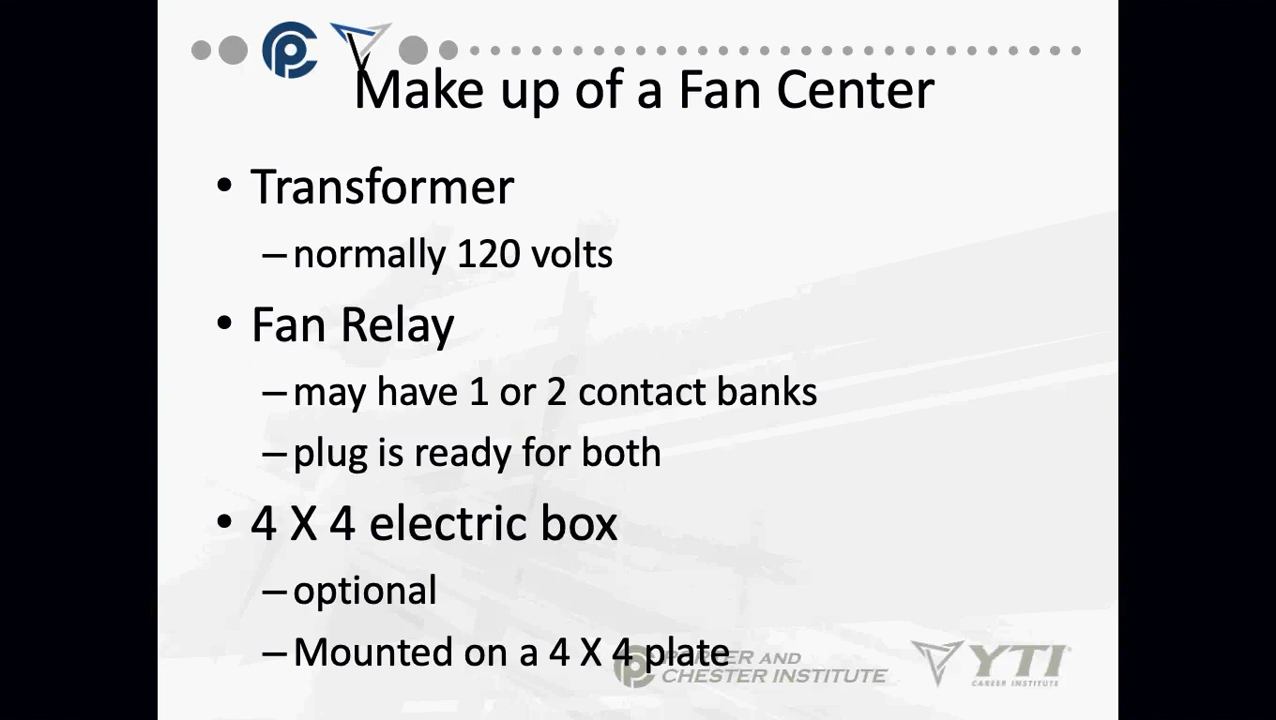 Make up of a Fan Center
• Transformer
–normally 120 volts
• Fan Relay
–may have 1 or 2 contact banks
–plug is ready for both
• 4 X 4 electric box
–optional
–Mounted on a 4 X 4 plate
AND
CHESTER INSTITUTE
YTI
CAREER INSTITUTE